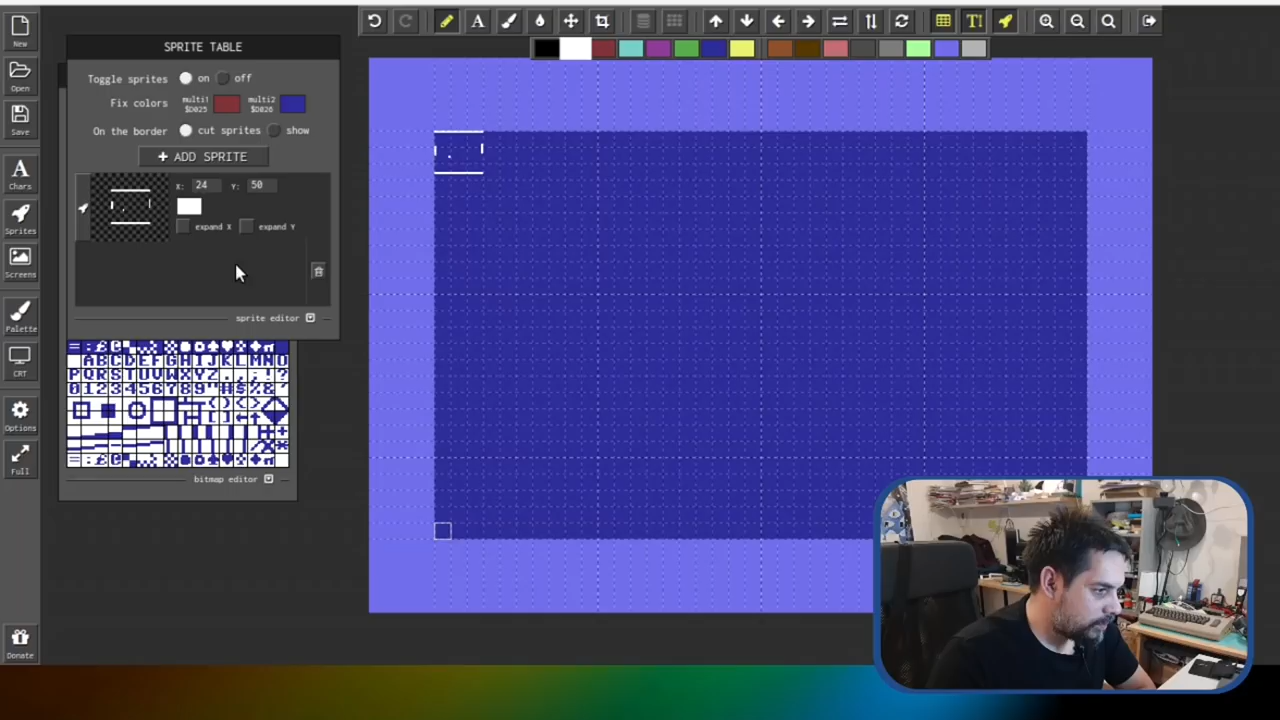 New
Open
Save
Chars
Sprites
Screens
Palette
CRT
Options
Full
Donate
SPRITE TABLE
Toggle sprites on off
Fix colors multi1 $D025 multi2 $D026
On the border cut sprites show
+ ADD SPRITE
X: 24 Y: 50
expand X expand Y
sprite editor
ABCDEFGHIJKLMNO
PQRSTUVWXYZ.,;!?
0123456789"#$%&'
bitmap editor
A
T!